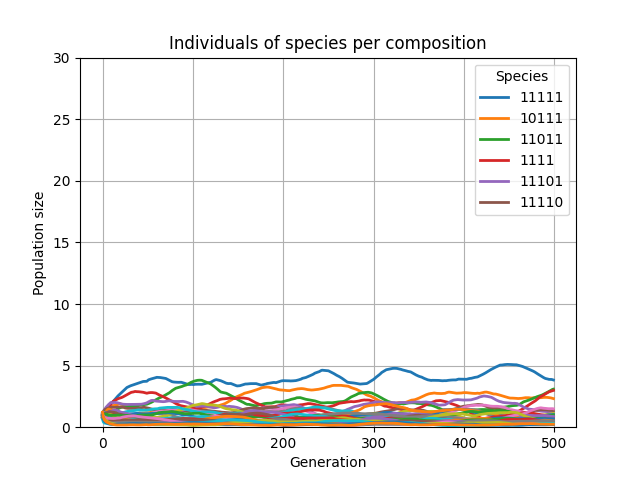 Individuals of species per composition
30
25
20
15
10
5
0
Population size
0 100 200 300 400 500
Generation
Species
11111
10111
11011
1111
11101
11110